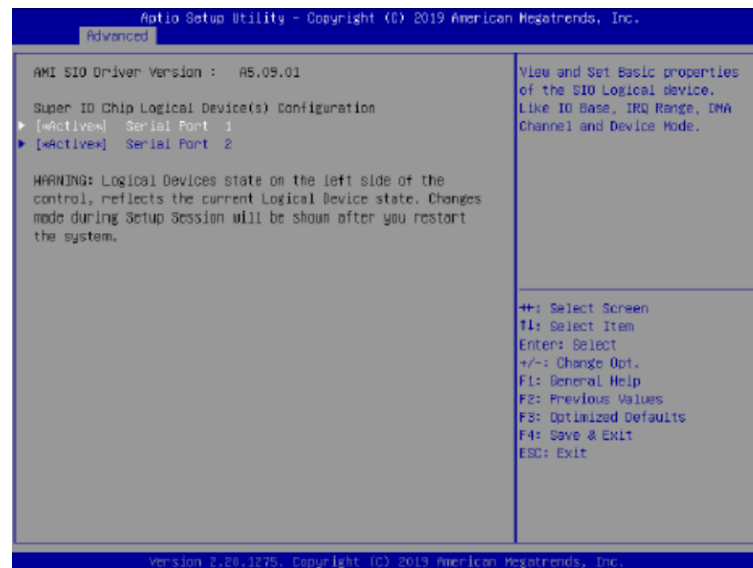 Aptio Setup Utility - Copyright (C) 2019 American Megatrends, Inc.
Advanced
AMI SIO Driver Version : A5.09.01
Super IO Chip Logical Device(s) Configuration
[*Active*] Serial Port 1
[*Active*] Serial Port 2
WARNING: Logical Devices state on the left side of the
control, reflects the current Logical Device state. Changes
made during Setup Session will be shown after you restart
the system.
View and Set Basic properties
of the SIO Logical device.
Like IO Base, IRQ Range, DMA
Channel and Device Mode.
→←: Select Screen
↑↓: Select Item
Enter: Select
+/-: Change Opt.
F1: General Help
F2: Previous Values
F3: Optimized Defaults
F4: Save & Exit
ESC: Exit
Version 2.20.1275. Copyright (C) 2019 American Megatrends, Inc.